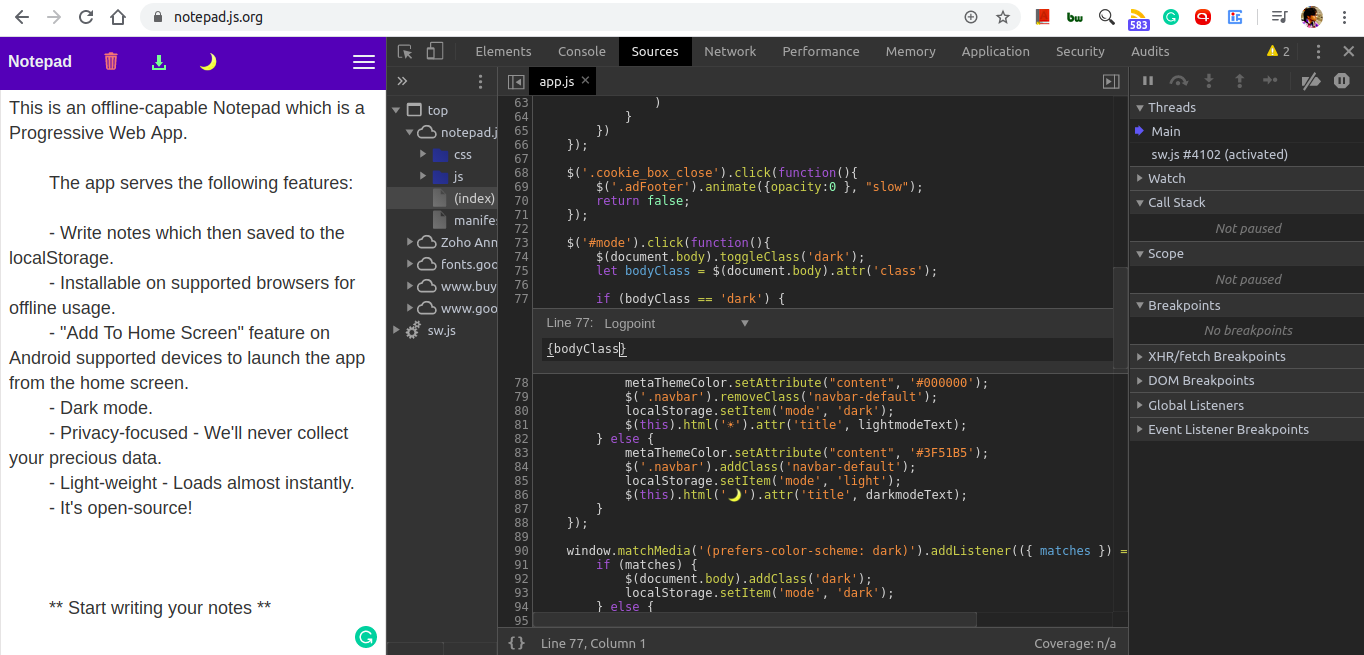 notepad.js.org
583
Notepad
This is an offline-capable Notepad which is a
Progressive Web App.
The app serves the following features:
- Write notes which then saved to the
localStorage.
- Installable on supported browsers for
offline usage.
- "Add To Home Screen" feature on
Android supported devices to launch the app
from the home screen.
- Dark mode.
- Privacy-focused - We'll never collect
your precious data.
- Light-weight - Loads almost instantly.
- It's open-source!
** Start writing your notes **
Elements Console Sources Network Performance Memory Application Security Audits 2
top
notepad.j
css
js
(index)
manifes
Zoho Ann
fonts.goo
www.buy
www.goo
sw.js
app.js
63 )
64 }
65 })
66 });
67
68 $('.cookie_box_close').click(function(){
69 $('.adFooter').animate({opacity:0 }, "slow");
70 return false;
71 });
72
73 $('#mode').click(function(){
74 $(document.body).toggleClass('dark');
75 let bodyClass = $(document.body).attr('class');
76
77 if (bodyClass == 'dark') {
Line 77: Logpoint
{bodyClass}
78 metaThemeColor.setAttribute("content", '#000000');
79 $('.navbar').removeClass('navbar-default');
80 localStorage.setItem('mode', 'dark');
81 $(this).html('☀').attr('title', lightmodeText);
82 } else {
83 metaThemeColor.setAttribute("content", '#3F51B5');
84 $('.navbar').addClass('navbar-default');
85 localStorage.setItem('mode', 'light');
86 $(this).html('🌙').attr('title', darkmodeText);
87 }
88 });
89
90 window.matchMedia('(prefers-color-scheme: dark)').addListener(({ matches }) =
91 if (matches) {
92 $(document.body).addClass('dark');
93 localStorage.setItem('mode', 'dark');
94 } else {
95
{} Line 77, Column 1 Coverage: n/a
Threads
Main
sw.js #4102 (activated)
Watch
Call Stack
Not paused
Scope
Not paused
Breakpoints
No breakpoints
XHR/fetch Breakpoints
DOM Breakpoints
Global Listeners
Event Listener Breakpoints